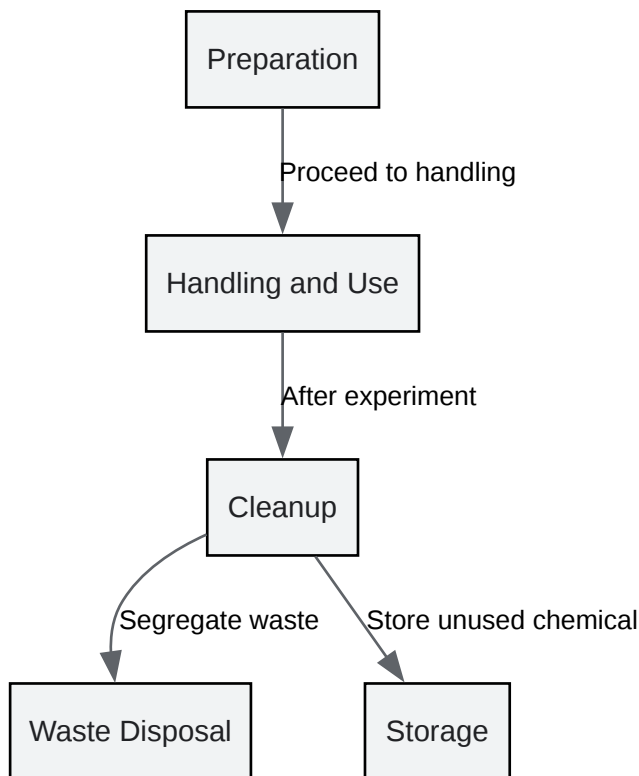 Preparation
Proceed to handling
Handling and Use
After experiment
Cleanup
Segregate waste
Store unused chemical
Waste Disposal
Storage